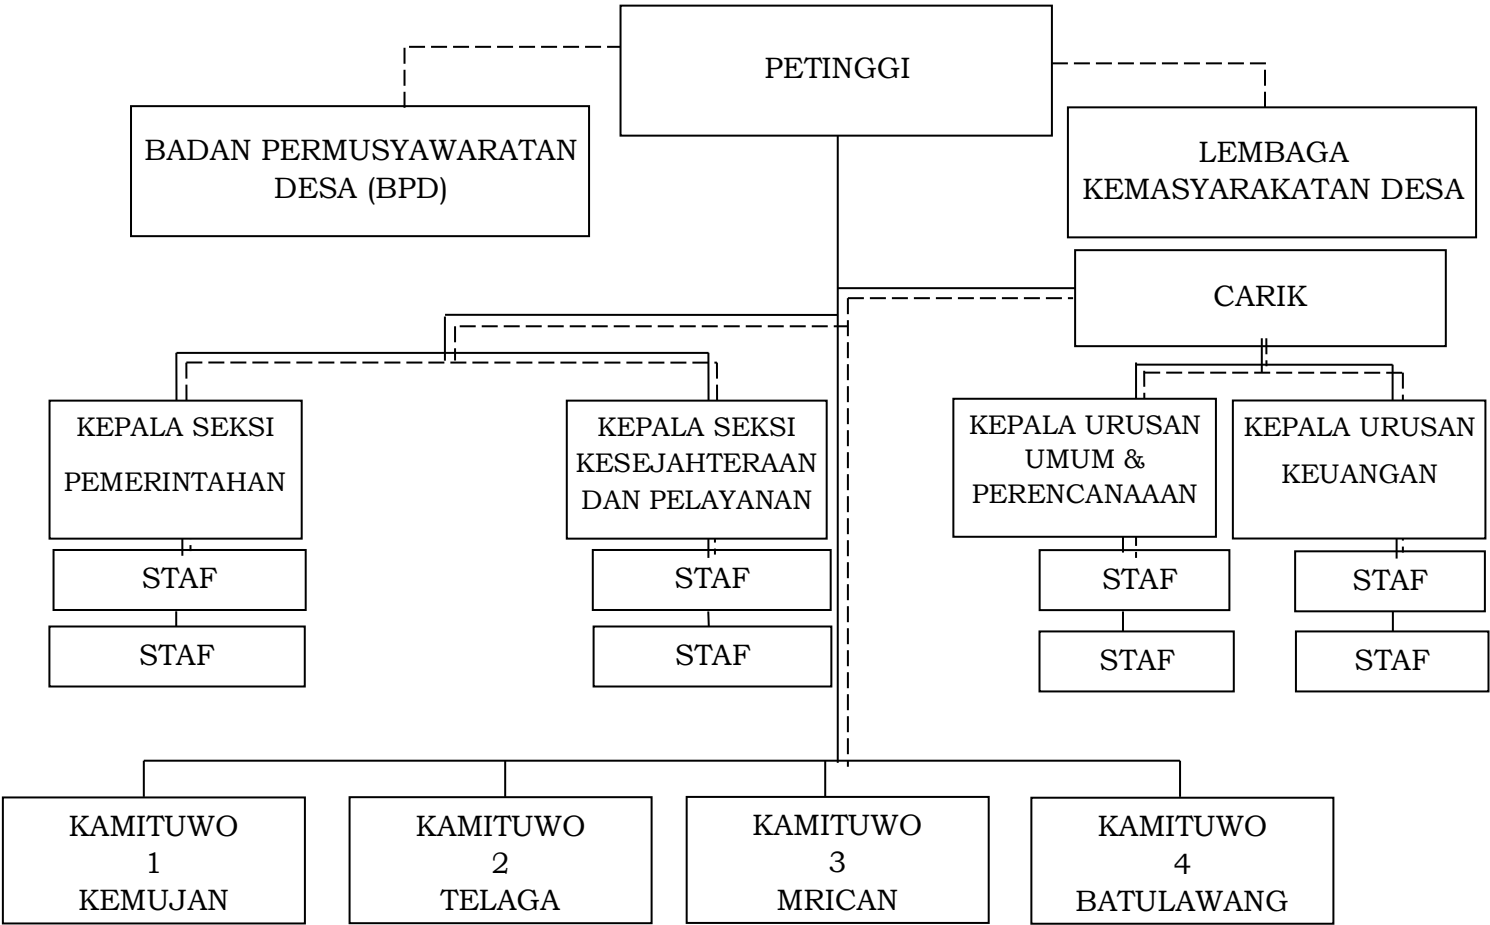 PETINGGI
BADAN PERMUSYAWARATAN
DESA (BPD)
LEMBAGA
KEMASYARAKATAN DESA
CARIK
KEPALA SEKSI
PEMERINTAHAN
KEPALA SEKSI
KESEJAHTERAAN
DAN PELAYANAN
KEPALA URUSAN
UMUM &
PERENCANAAAN
KEPALA URUSAN
KEUANGAN
STAF
STAF
STAF
STAF
STAF
STAF
STAF
STAF
KAMITUWO
1
KEMUJAN
KAMITUWO
2
TELAGA
KAMITUWO
3
MRICAN
KAMITUWO
4
BATULAWANG